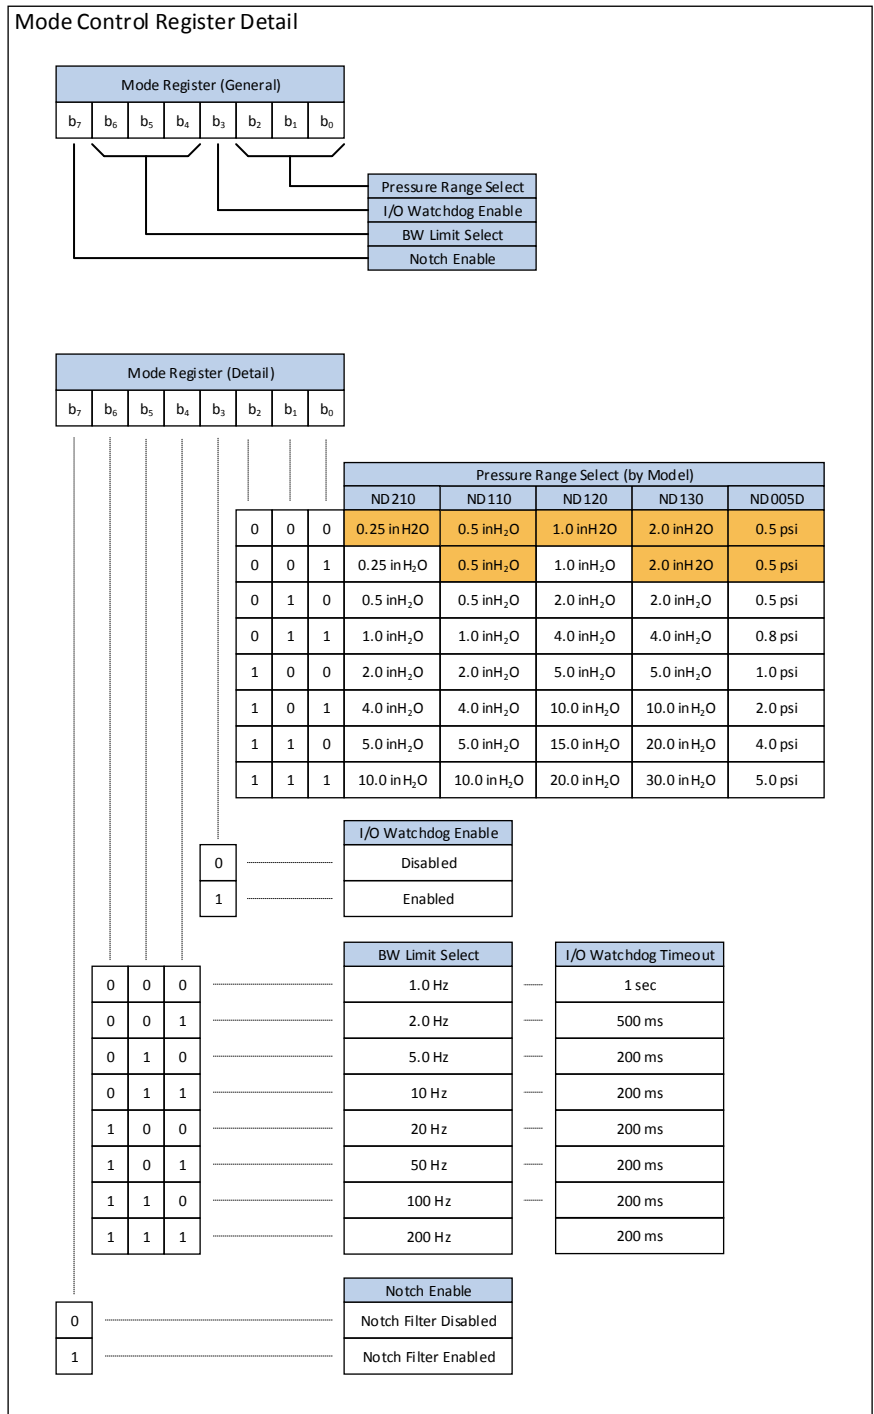 Mode Control Register Detail
Mode Register (General)
b₇ b₆ b₅ b₄ b₃ b₂ b₁ b₀
Pressure Range Select
I/O Watchdog Enable
BW Limit Select
Notch Enable
Mode Register (Detail)
b₇ b₆ b₅ b₄ b₃ b₂ b₁ b₀
Pressure Range Select (by Model)
ND210 ND110 ND120 ND130 ND005D
0 0 0 0.25 inH2O 0.5 inH₂O 1.0 inH2O 2.0 inH2O 0.5 psi
0 0 1 0.25 inH₂O 0.5 inH₂O 1.0 inH₂O 2.0 inH2O 0.5 psi
0 1 0 0.5 inH₂O 0.5 inH₂O 2.0 inH₂O 2.0 inH₂O 0.5 psi
0 1 1 1.0 inH₂O 1.0 inH₂O 4.0 inH₂O 4.0 inH₂O 0.8 psi
1 0 0 2.0 inH₂O 2.0 inH₂O 5.0 inH₂O 5.0 inH₂O 1.0 psi
1 0 1 4.0 inH₂O 4.0 inH₂O 10.0 inH₂O 10.0 inH₂O 2.0 psi
1 1 0 5.0 inH₂O 5.0 inH₂O 15.0 inH₂O 20.0 inH₂O 4.0 psi
1 1 1 10.0 inH₂O 10.0 inH₂O 20.0 inH₂O 30.0 inH₂O 5.0 psi
I/O Watchdog Enable
0 Disabled
1 Enabled
BW Limit Select I/O Watchdog Timeout
0 0 0 1.0 Hz 1 sec
0 0 1 2.0 Hz 500 ms
0 1 0 5.0 Hz 200 ms
0 1 1 10 Hz 200 ms
1 0 0 20 Hz 200 ms
1 0 1 50 Hz 200 ms
1 1 0 100 Hz 200 ms
1 1 1 200 Hz 200 ms
Notch Enable
0 Notch Filter Disabled
1 Notch Filter Enabled